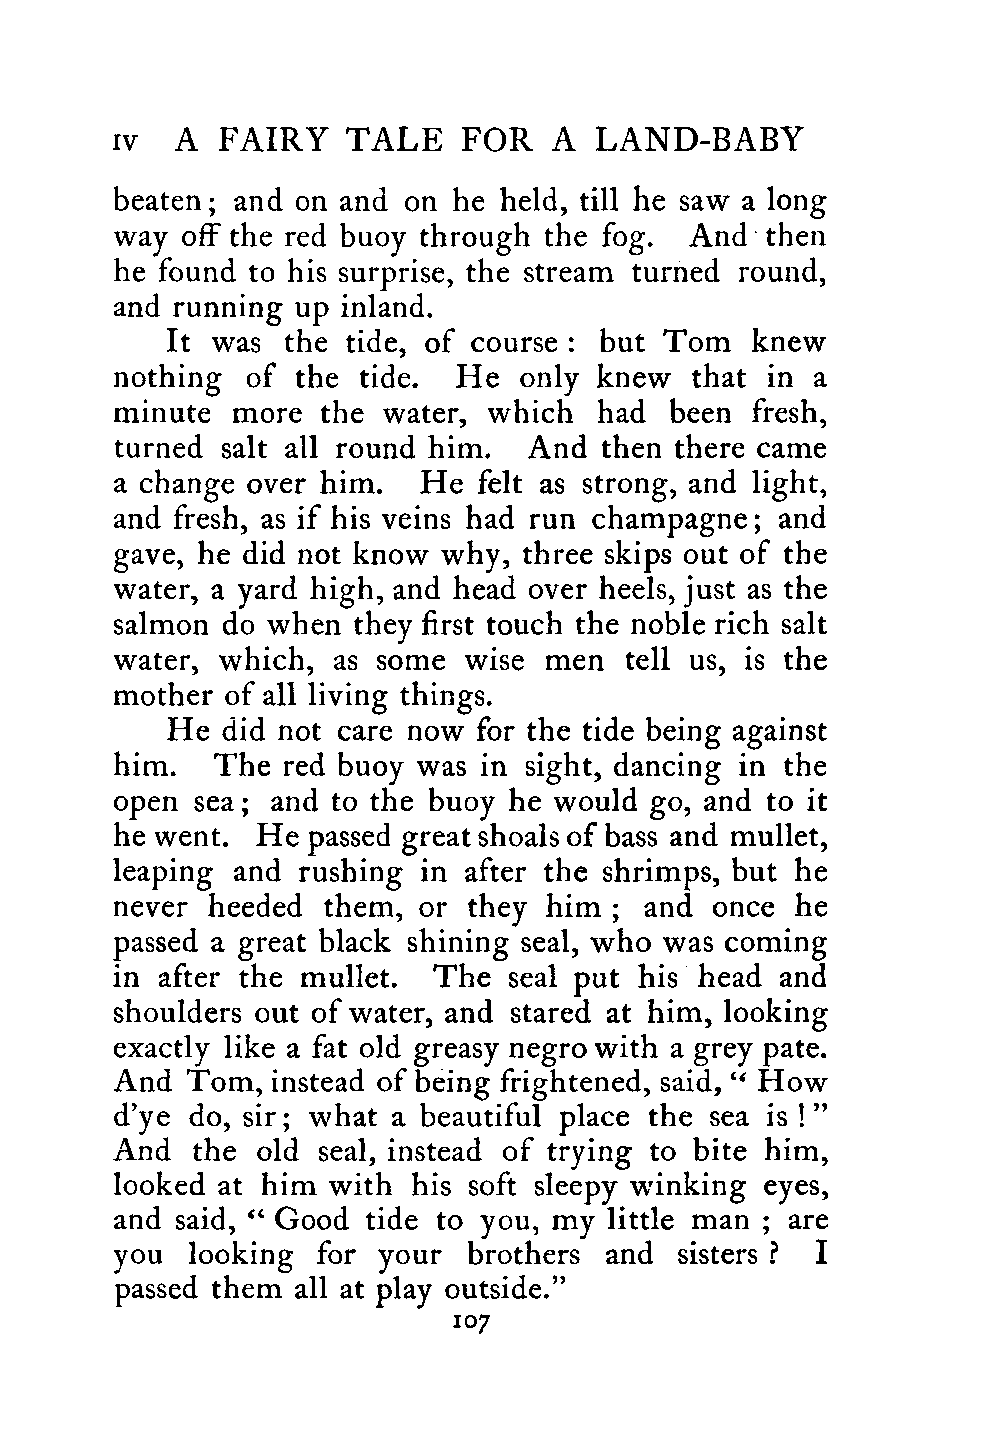 IV A FAIRY TALE FOR A LAND-BABY
beaten; and on and on he held, till he saw a long
way off the red buoy through the fog. And then
he found to his surprise, the stream turned round,
and running up inland.
It was the tide, of course: but Tom knew
nothing of the tide. He only knew that in a
minute more the water, which had been fresh,
turned salt all round him. And then there came
a change over him. He felt as strong, and light,
and fresh, as if his veins had run champagne; and
gave, he did not know why, three skips out of the
water, a yard high, and head over heels, just as the
salmon do when they first touch the noble rich salt
water, which, as some wise men tell us, is the
mother of all living things.
He did not care now for the tide being against
him. The red buoy was in sight, dancing in the
open sea; and to the buoy he would go, and to it
he went. He passed great shoals of bass and mullet,
leaping and rushing in after the shrimps, but he
never heeded them, or they him; and once he
passed a great black shining seal, who was coming
in after the mullet. The seal put his head and
shoulders out of water, and stared at him, looking
exactly like a fat old greasy negro with a grey pate.
And Tom, instead of being frightened, said, “How
d’ye do, sir; what a beautiful place the sea is!”
And the old seal, instead of trying to bite him,
looked at him with his soft sleepy winking eyes,
and said, “Good tide to you, my little man; are
you looking for your brothers and sisters? I
passed them all at play outside.”
107